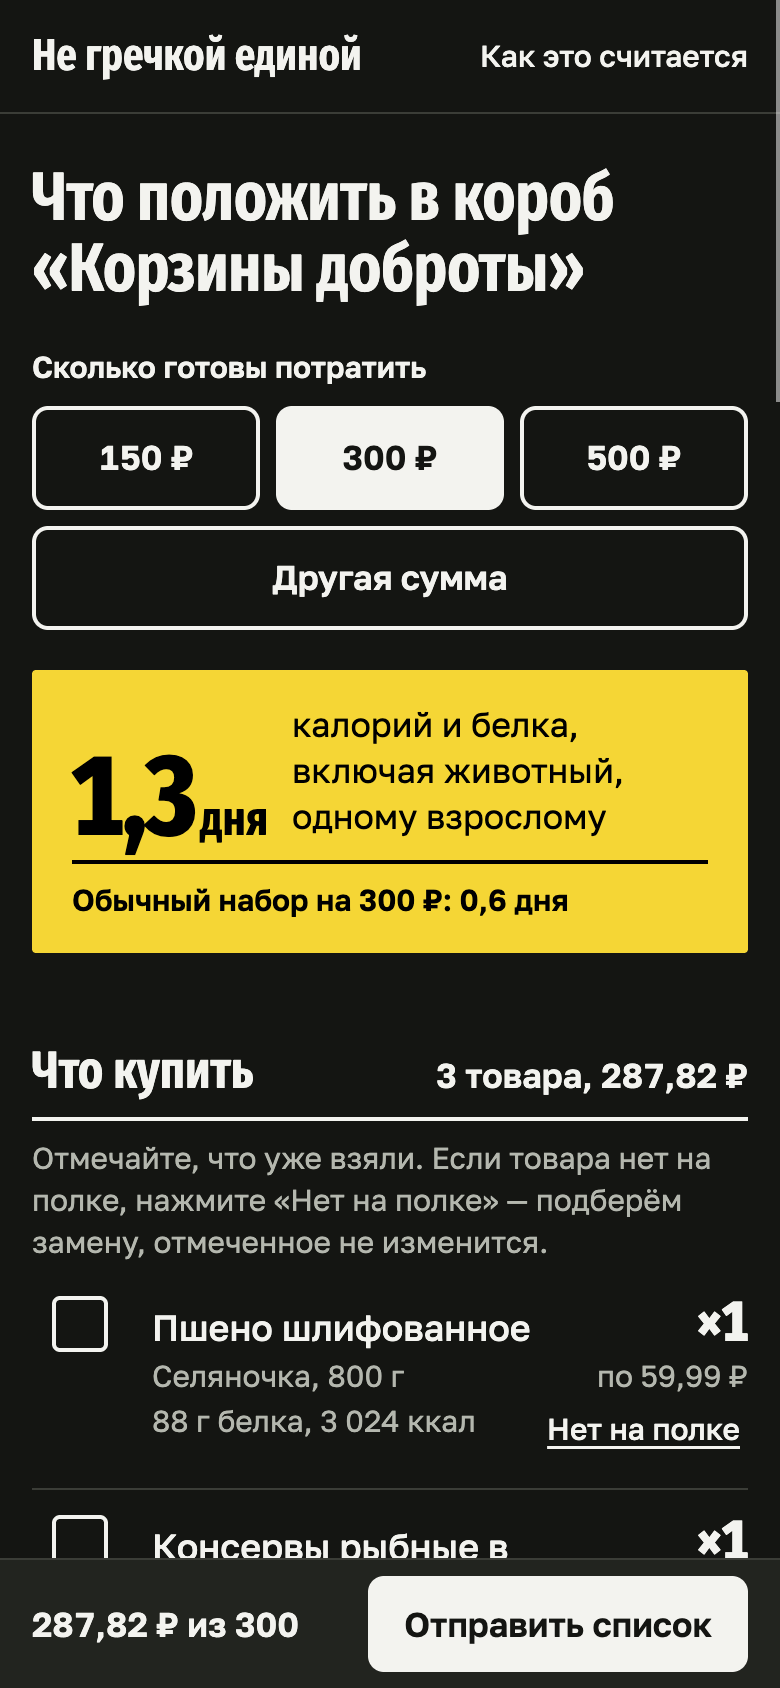 Не гречкой единой
Как это считается
Что положить в короб
«Корзины доброты»
Сколько готовы потратить
150 ₽
300 ₽
500 ₽
Другая сумма
1,3 дня
калорий и белка,
включая животный,
одному взрослому
Обычный набор на 300 ₽: 0,6 дня
Что купить
3 товара, 287,82 ₽
Отмечайте, что уже взяли. Если товара нет на
полке, нажмите «Нет на полке» — подберём
замену, отмеченное не изменится.
Пшено шлифованное
×1
Селяночка, 800 г
по 59,99 ₽
88 г белка, 3 024 ккал
Нет на полке
Консервы рыбные в
×1
287,82 ₽ из 300
Отправить список